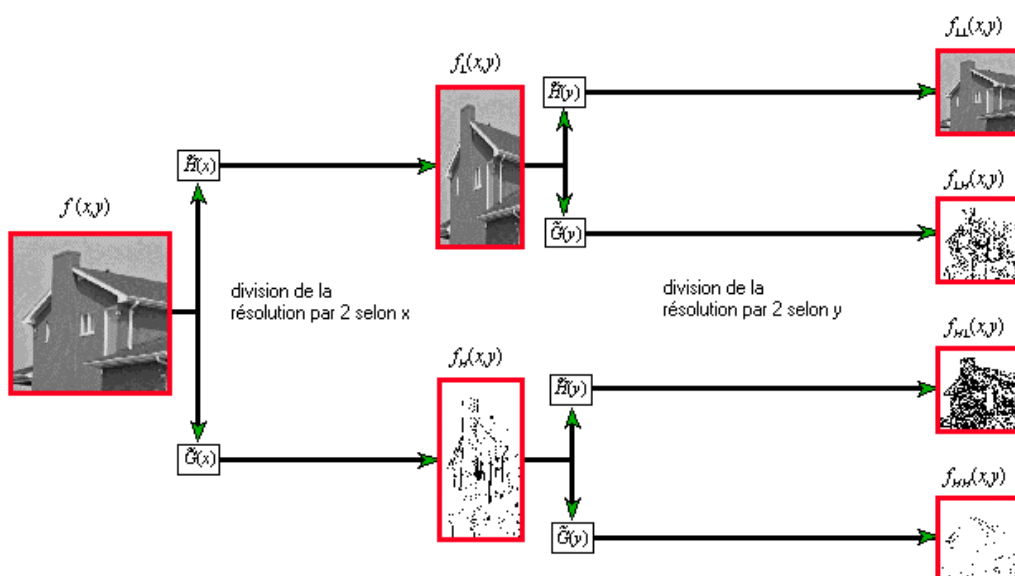 f(x,y)
H̃(x)
G̃(x)
division de la
résolution par 2 selon x
f_L(x,y)
f_H(x,y)
H̃(y)
G̃(y)
H̃(y)
G̃(y)
division de la
résolution par 2 selon y
f_LL(x,y)
f_LH(x,y)
f_HL(x,y)
f_HH(x,y)